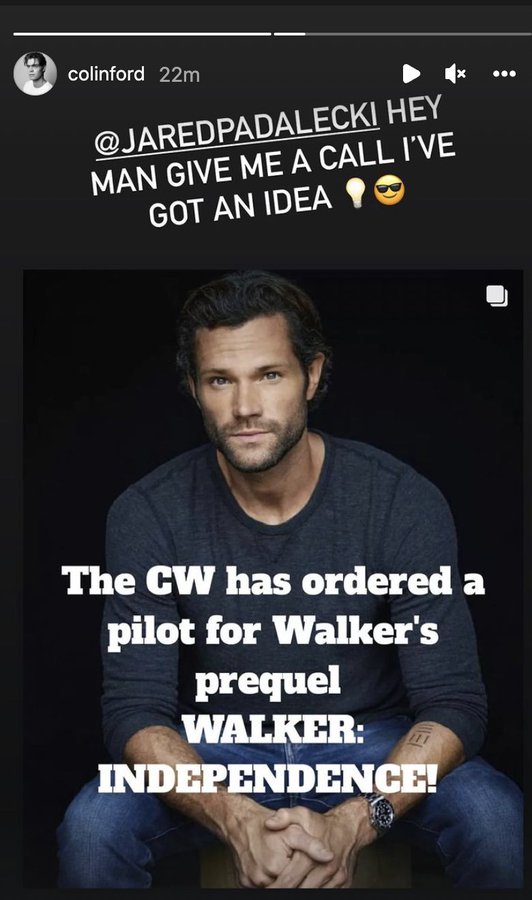 colinford 22m
@JAREDPADALECKI HEY
MAN GIVE ME A CALL I'VE
GOT AN IDEA 💡😎
The CW has ordered a
pilot for Walker's
prequel
WALKER:
INDEPENDENCE!